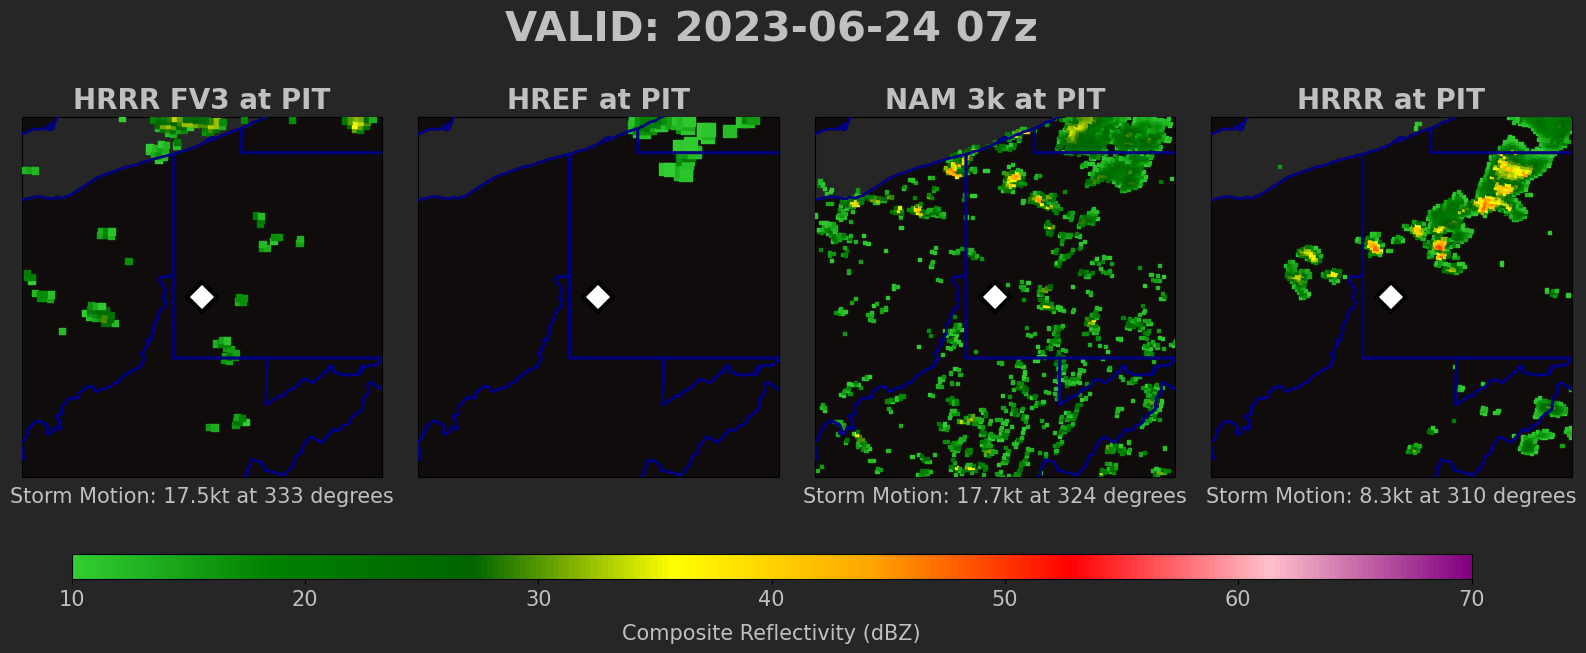 VALID: 2023-06-24 07z
HRRR FV3 at PIT
HREF at PIT
NAM 3k at PIT
HRRR at PIT
Storm Motion: 17.5kt at 333 degrees
Storm Motion: 17.7kt at 324 degrees
Storm Motion: 8.3kt at 310 degrees
10 20 30 40 50 60 70
Composite Reflectivity (dBZ)